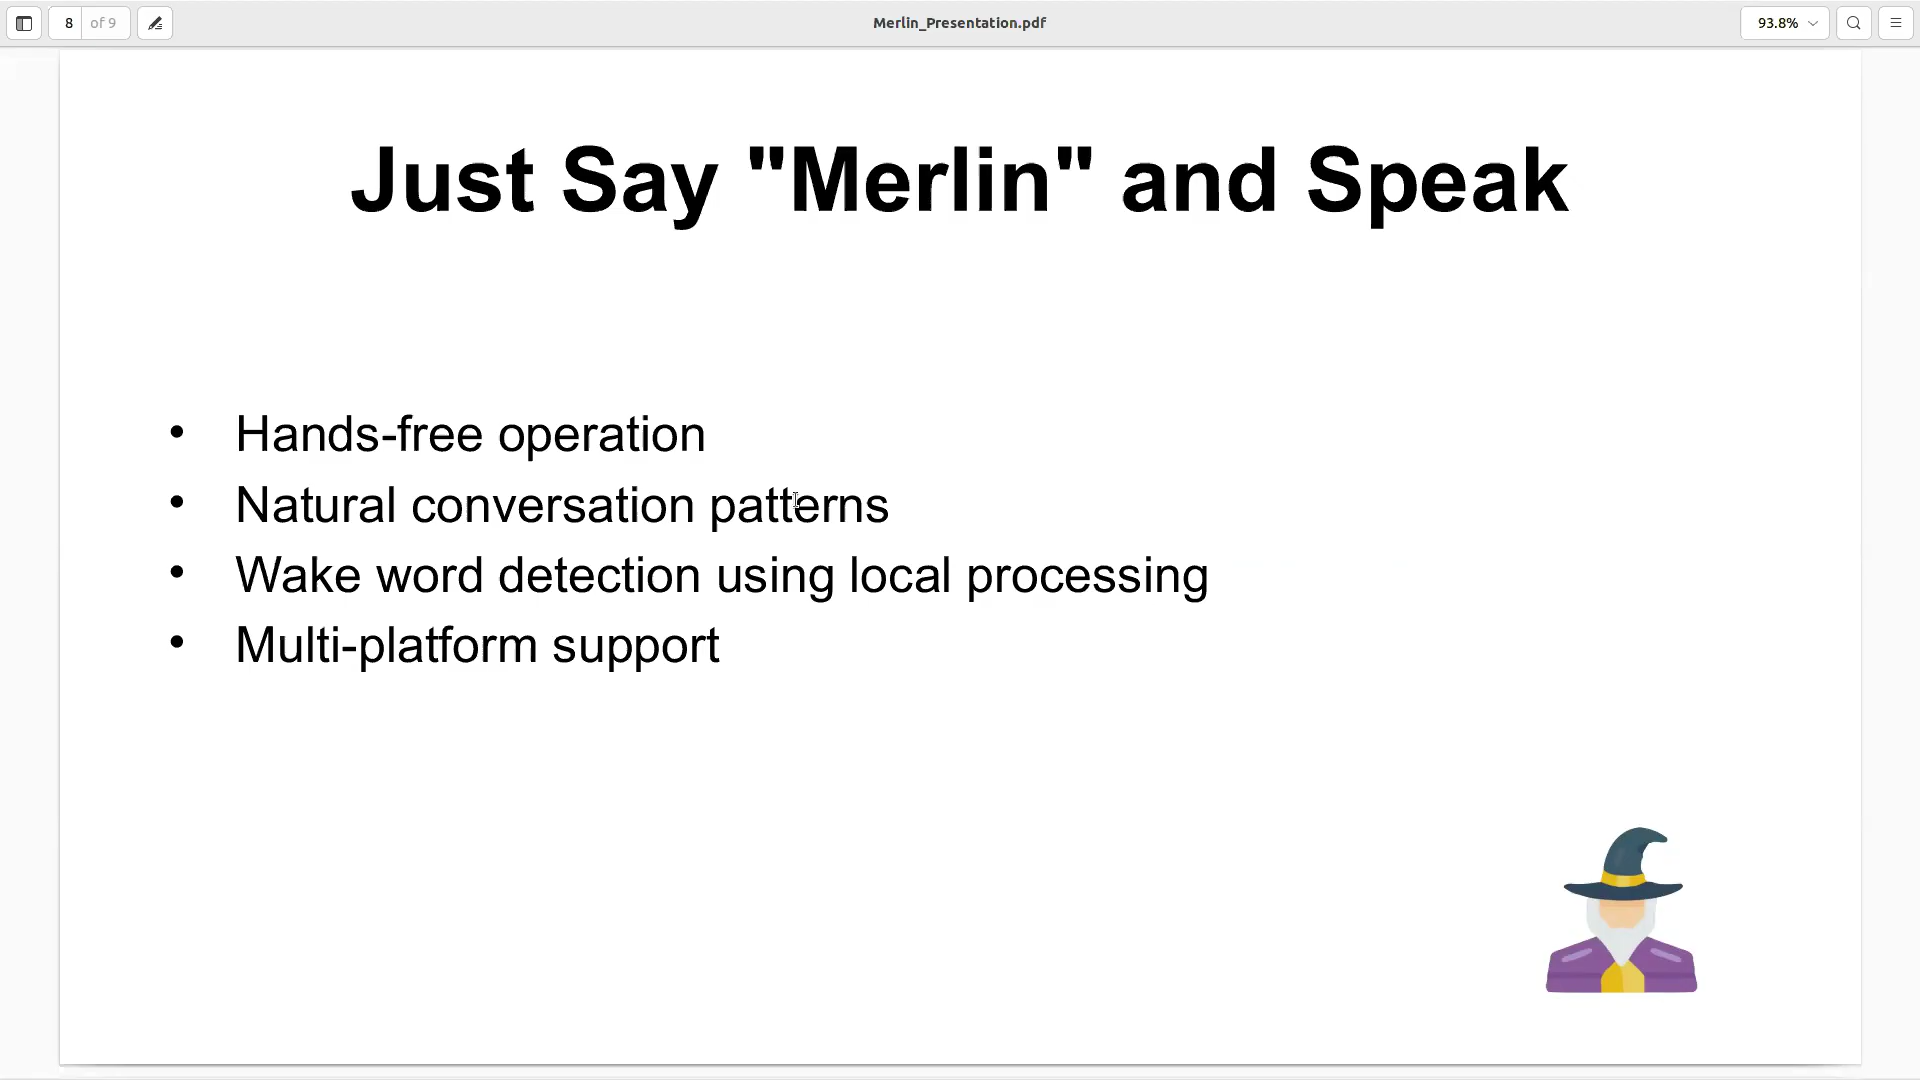 8 of 9
Merlin_Presentation.pdf
93.8%
Just Say "Merlin" and Speak
• Hands-free operation
• Natural conversation patterns
• Wake word detection using local processing
• Multi-platform support